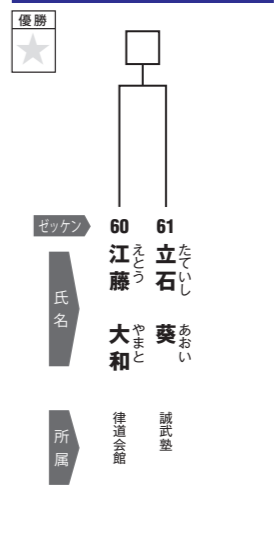 優勝
ゼッケン
60
61
江藤 大和
えとう やまと
立石 葵
たていし あおい
氏名
律道会館
誠武塾
所属